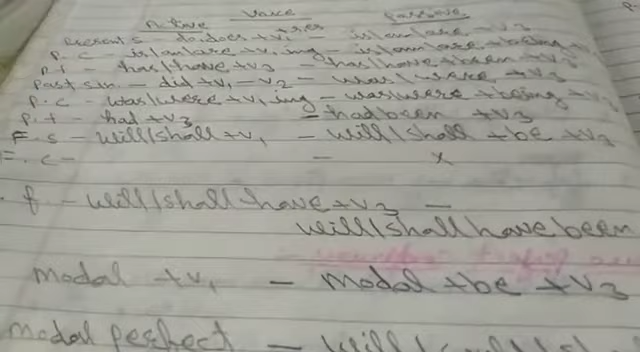 Active Voice Passive
Present s - do/does + v1 + s/es - is/am/are + v3
P. C - is/am/are + v1 ing - is/am/are + being + v3
P. f - has/have + v3 - has/have + been + v3
Past sim - did + v1 - v2 - was/were + v3
P. C - was/were + v1 ing - was/were + being + v3
P. f - had + v3 - had been + v3
F. S - will/shall + v1 - will/shall + be + v3
F. C - - x
f - will/shall have + v3 -
will/shall have been
modal + v1 - modal + be + v3
modal perfect -